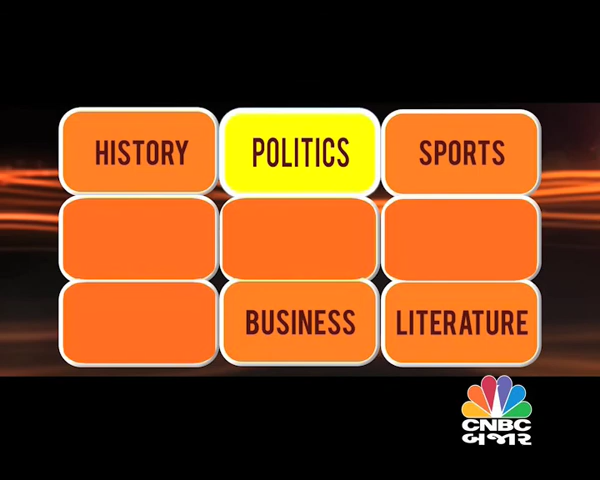 HISTORY
POLITICS
SPORTS
BUSINESS
LITERATURE
CNBC
બજાર